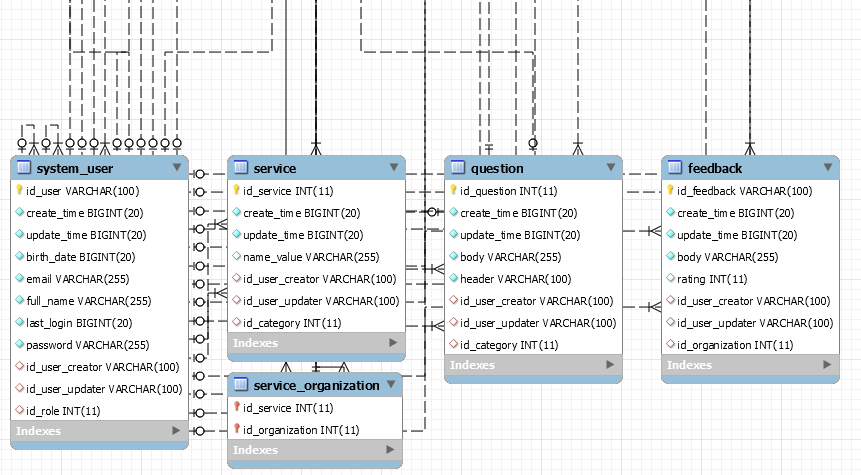 system_user
id_user VARCHAR(100)
create_time BIGINT(20)
update_time BIGINT(20)
birth_date BIGINT(20)
email VARCHAR(255)
full_name VARCHAR(255)
last_login BIGINT(20)
password VARCHAR(255)
id_user_creator VARCHAR(100)
id_user_updater VARCHAR(100)
id_role INT(11)
Indexes
service
id_service INT(11)
create_time BIGINT(20)
update_time BIGINT(20)
name_value VARCHAR(255)
id_user_creator VARCHAR(100)
id_user_updater VARCHAR(100)
id_category INT(11)
Indexes
service_organization
id_service INT(11)
id_organization INT(11)
Indexes
question
id_question INT(11)
create_time BIGINT(20)
update_time BIGINT(20)
body VARCHAR(255)
header VARCHAR(100)
id_user_creator VARCHAR(100)
id_user_updater VARCHAR(100)
id_category INT(11)
Indexes
feedback
id_feedback VARCHAR(100)
create_time BIGINT(20)
update_time BIGINT(20)
body VARCHAR(255)
rating INT(11)
id_user_creator VARCHAR(100)
id_user_updater VARCHAR(100)
id_organization INT(11)
Indexes